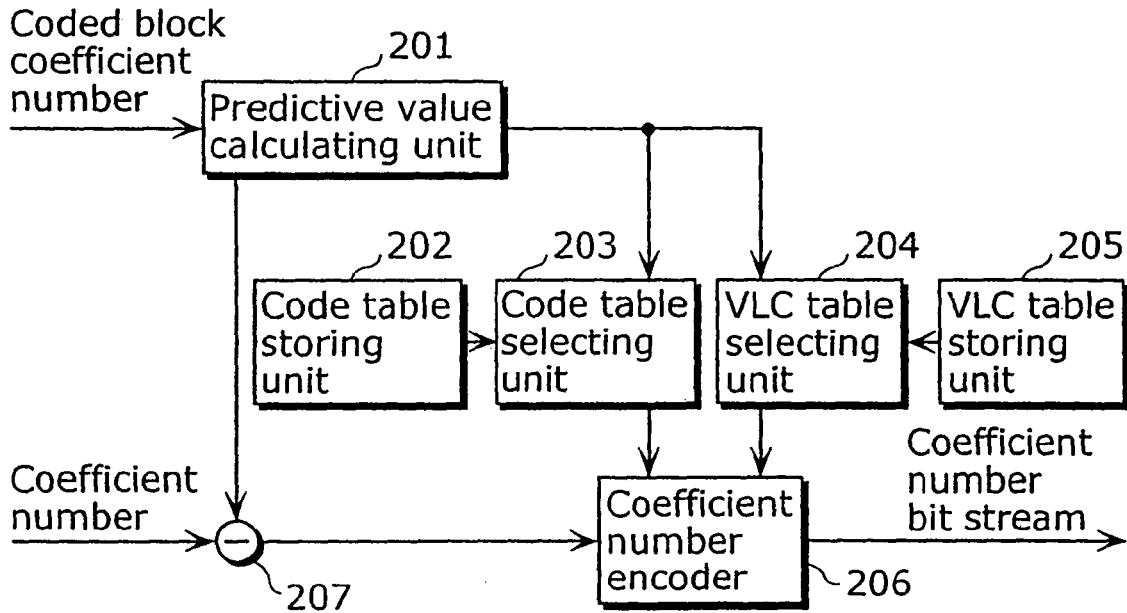 Coded block
coefficient
number
201
Predictive value
calculating unit
202
203
204
205
Code table
storing
unit
Code table
selecting
unit
VLC table
selecting
unit
VLC table
storing
unit
Coefficient
number
207
Coefficient
number
encoder
206
Coefficient
number
bit stream